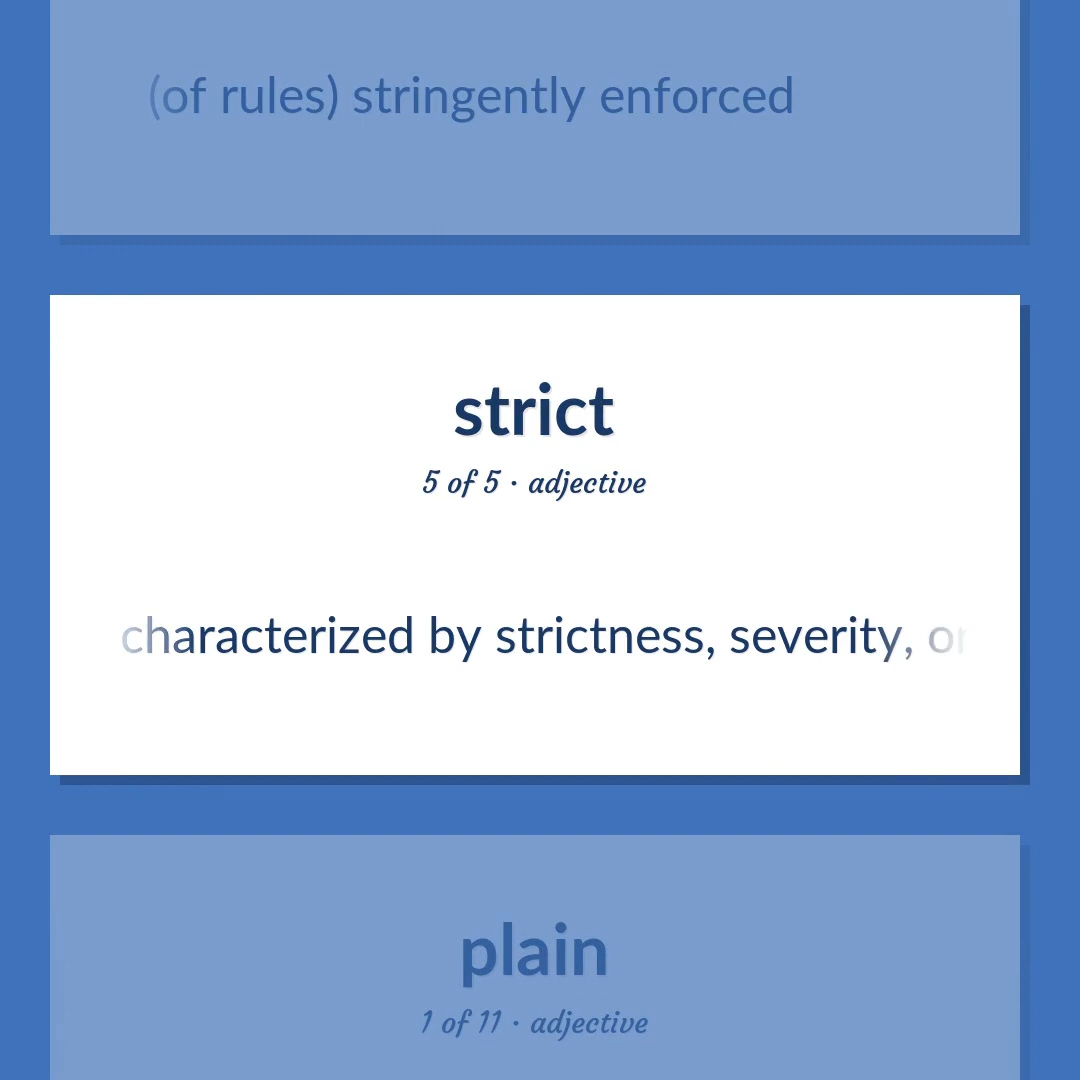 (of rules) stringently enforced
strict
5 of 5 · adjective
characterized by strictness, severity, or
plain
1 of 11 · adjective